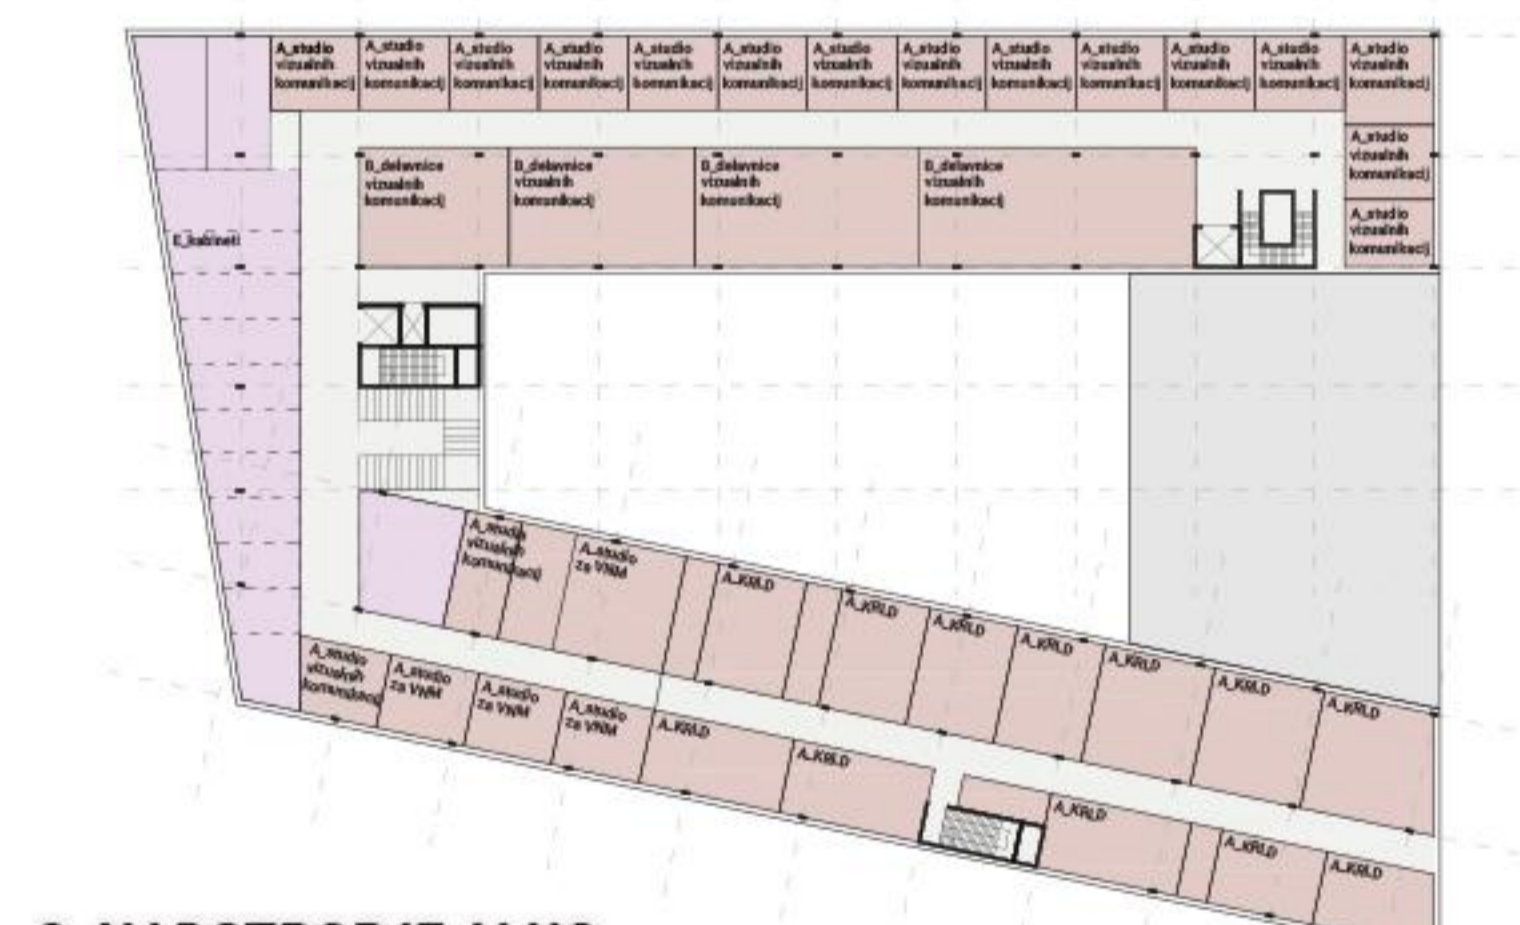 A_studio
vizualnih
komunikacij
A_studio
vizualnih
komunikacij
A_studio
vizualnih
komunikacij
A_studio
vizualnih
komunikacij
A_studio
vizualnih
komunikacij
A_studio
vizualnih
komunikacij
A_studio
vizualnih
komunikacij
A_studio
vizualnih
komunikacij
A_studio
vizualnih
komunikacij
A_studio
vizualnih
komunikacij
A_studio
vizualnih
komunikacij
A_studio
vizualnih
komunikacij
A_studio
vizualnih
komunikacij
A_studio
vizualnih
komunikacij
A_studio
vizualnih
komunikacij
B_delavnice
vizualnih
komunikacij
B_delavnice
vizualnih
komunikacij
B_delavnice
vizualnih
komunikacij
B_delavnice
vizualnih
komunikacij
E_kabineti
A_studio
vizualnih
komunikacij
A_studio
za VNM
A_KRLD
A_KRLD
A_KRLD
A_KRLD
A_KRLD
A_KRLD
A_KRLD
A_studio
vizualnih
komunikacij
A_studio
za VNM
A_studio
za VNM
A_studio
za VNM
A_KRLD
A_KRLD
A_KRLD
A_KRLD
A_KRLD